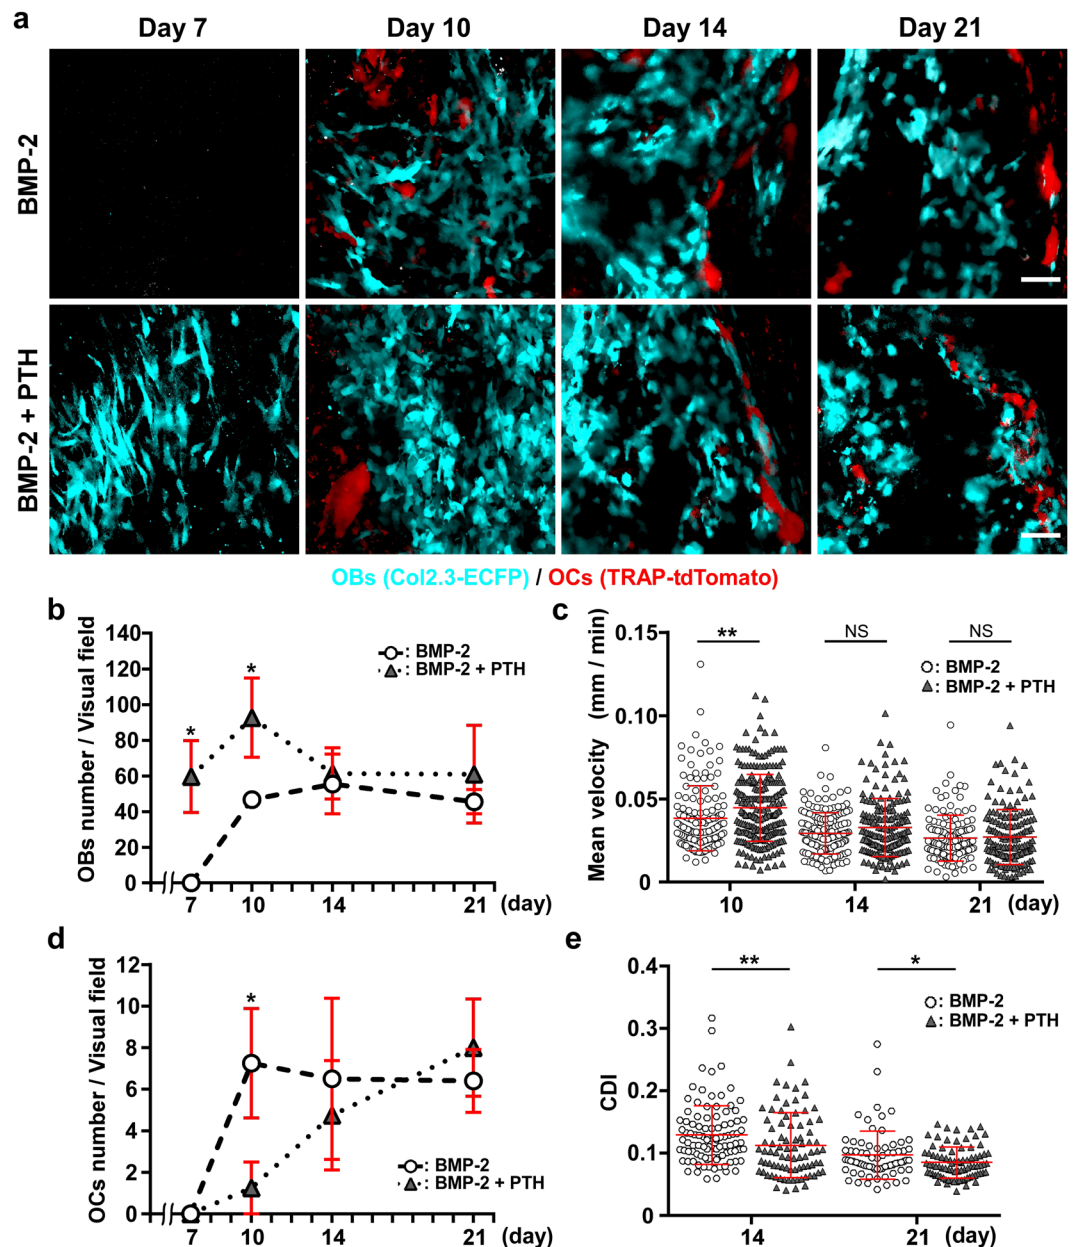 a
Day 7 Day 10 Day 14 Day 21
BMP-2
BMP-2 + PTH
OBs (Col2.3-ECFP) / OCs (TRAP-tdTomato)
b
OBs number / Visual field
140
120
100
80
60
40
20
0
7 10 14 21 (day)
* *
: BMP-2
: BMP-2 + PTH
c
Mean velocity (mm / min)
0.15
0.10
0.05
0
10 14 21 (day)
** NS NS
: BMP-2
: BMP-2 + PTH
d
OCs number / Visual field
12
10
8
6
4
2
0
7 10 14 21 (day)
*
: BMP-2
: BMP-2 + PTH
e
CDI
0.4
0.3
0.2
0.1
0
14 21 (day)
** *
: BMP-2
: BMP-2 + PTH